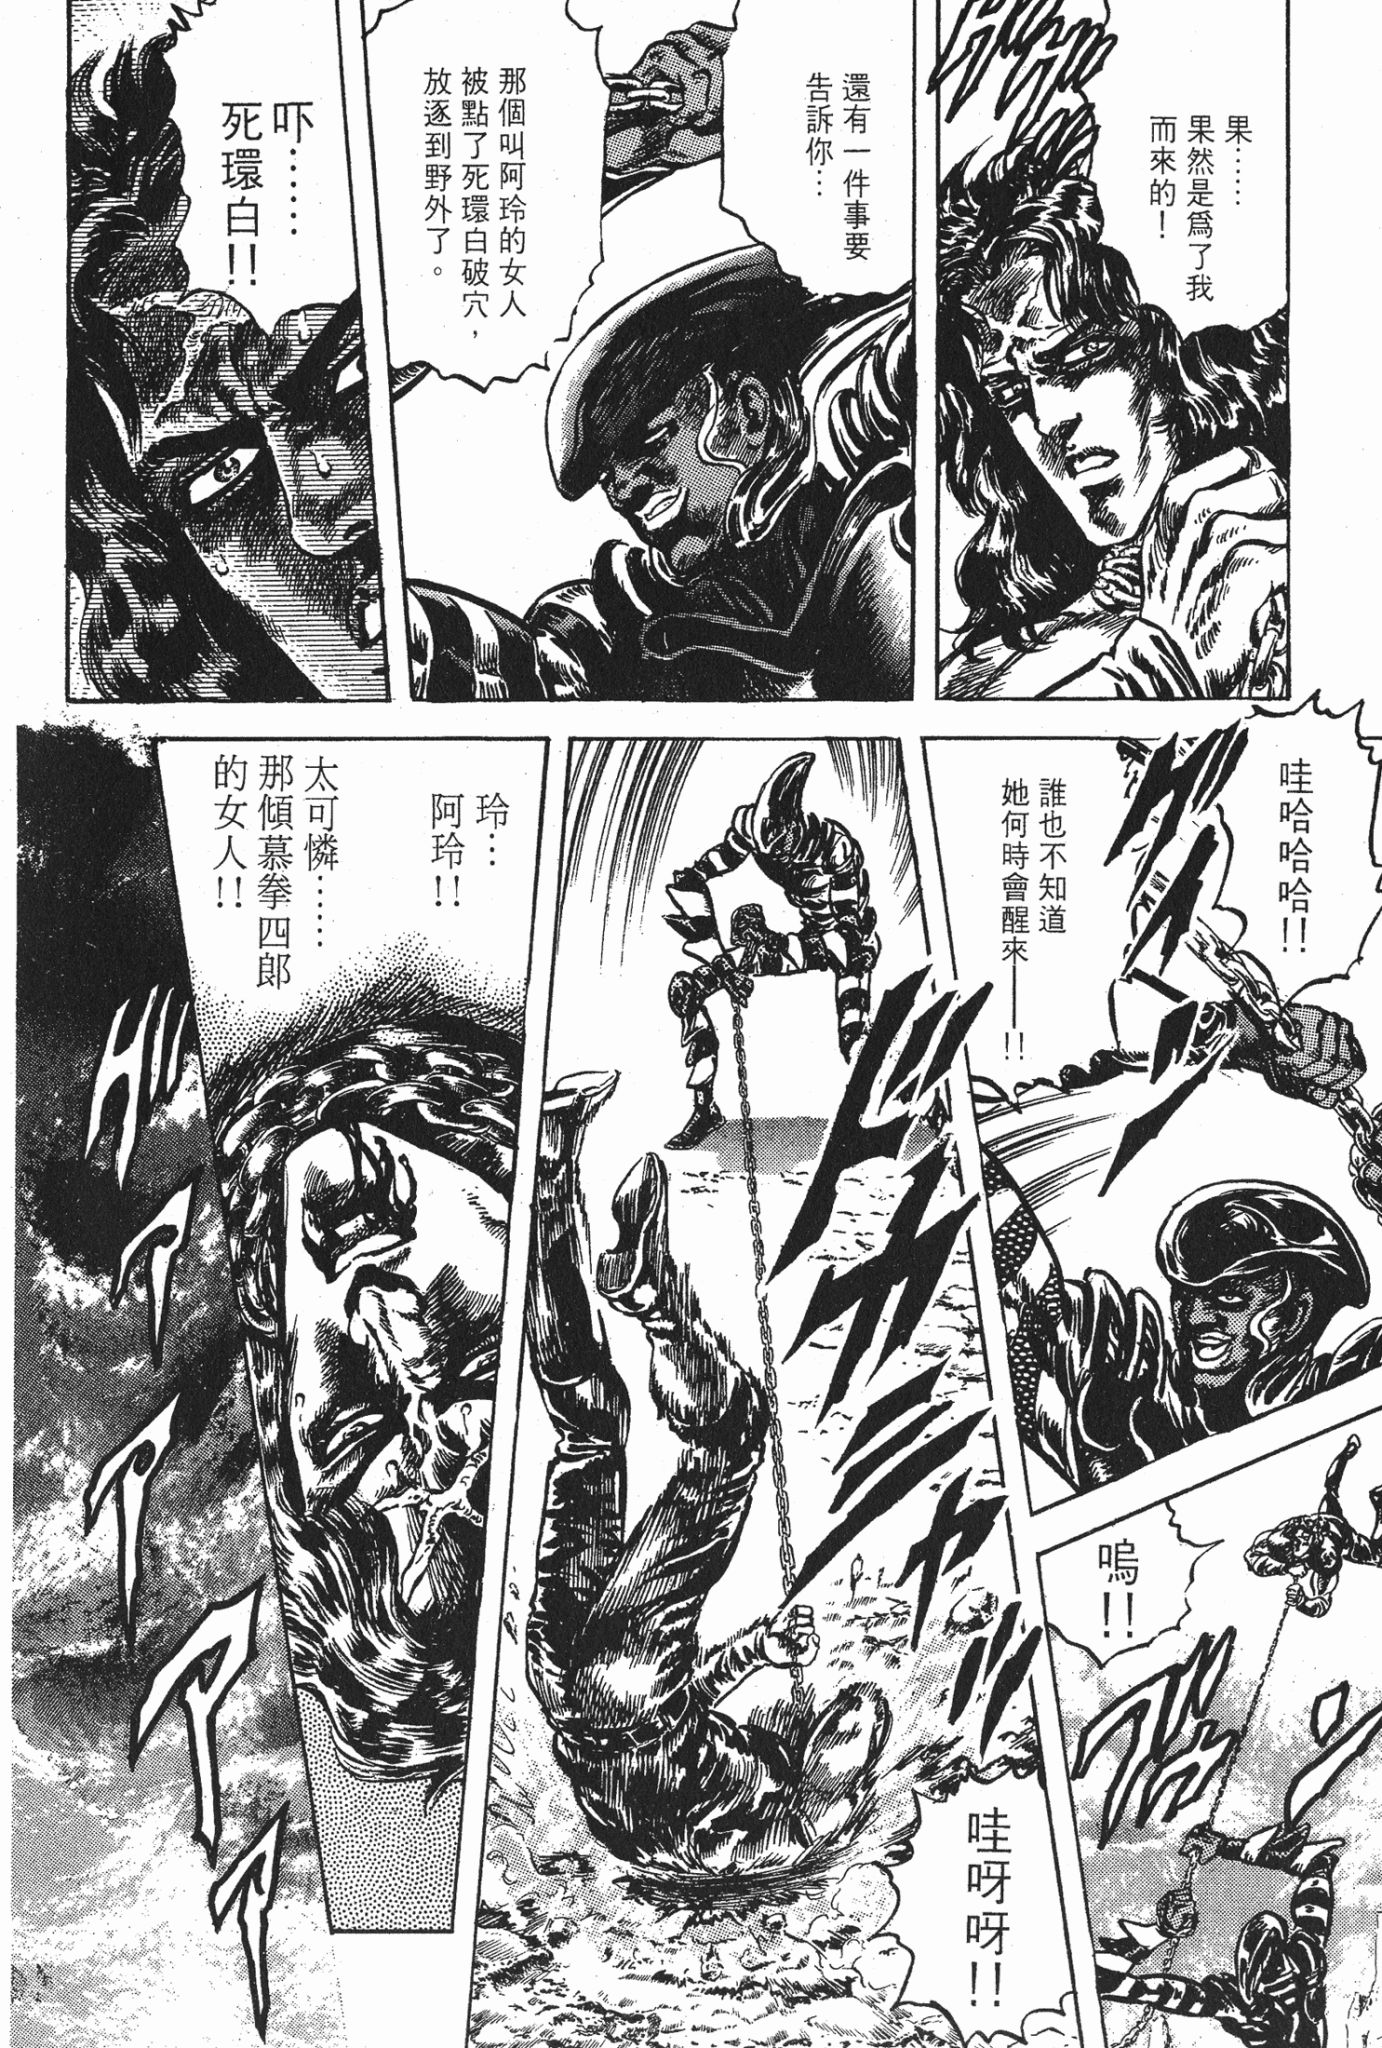 果……
果然是爲了我
而來的！
還有一件事要
告訴你…
那個叫阿玲的女人
被點了死環白破穴，
放逐到野外了。
吓……
死環白!!
哇哈哈哈!!
誰也不知道
她何時會醒來——!!
嗚!!
哇呀呀!!
玲…
阿玲!!
太可憐……
那傾慕拳四郎
的女人!!